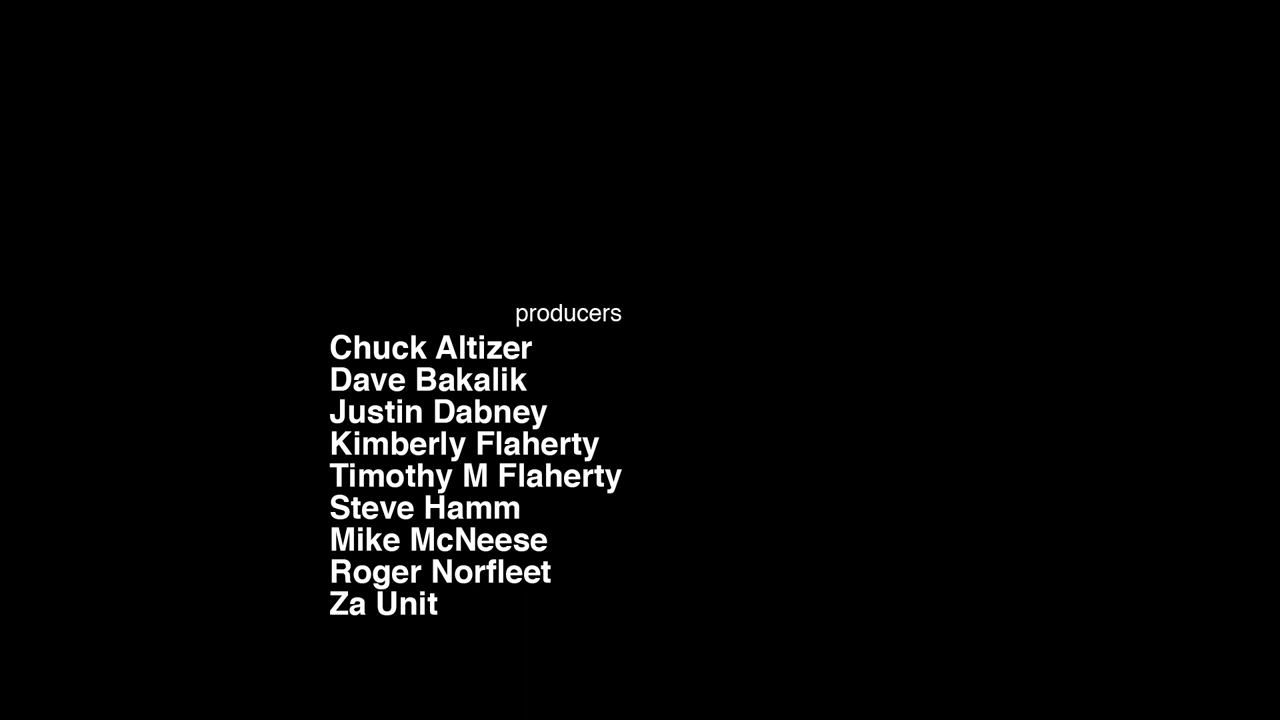 producers
Chuck Altizer
Dave Bakalik
Justin Dabney
Kimberly Flaherty
Timothy M Flaherty
Steve Hamm
Mike McNeese
Roger Norfleet
Za Unit